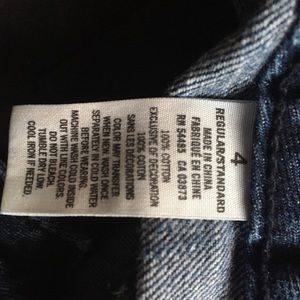 4
REGULAR/STANDARD
MADE IN CHINA
FABRIQUÉ EN CHINE
RN 54485 CA 03873
100% COTTON
EXCLUSIVE OF DECORATION
100% COTON
SANS LES DÉCORATIONS
COLOR MAY TRANSFER
WHEN NEW. WASH ONCE
SEPARATELY IN COLD WATER
BEFORE WEARING.
MACHINE WASH COLD INSIDE
OUT WITH LIKE COLORS.
DO NOT BLEACH.
TUMBLE DRY LOW.
COOL IRON IF NEEDED.